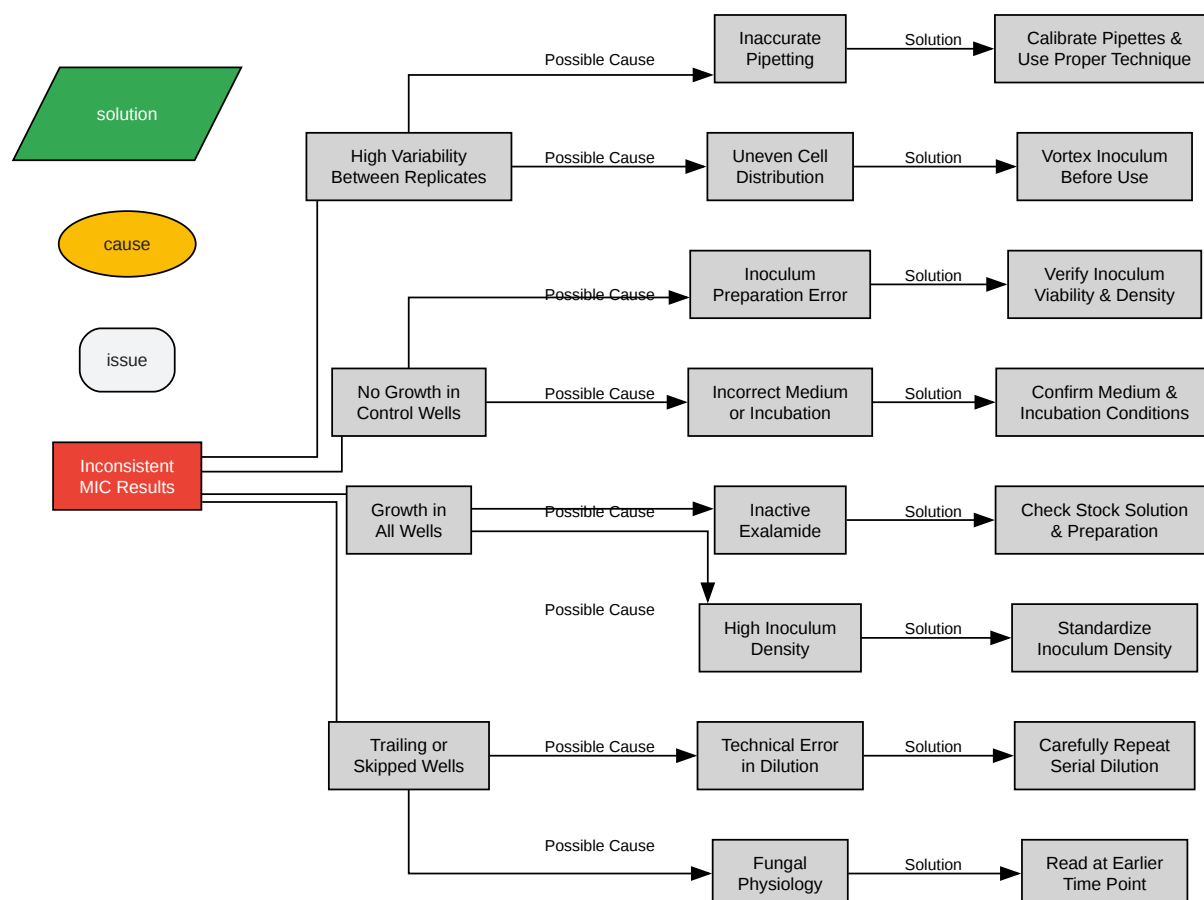 solution
cause
issue
Inconsistent
MIC Results
High Variability
Between Replicates
Possible Cause
Inaccurate
Pipetting
Solution
Calibrate Pipettes &
Use Proper Technique
Possible Cause
Uneven Cell
Distribution
Solution
Vortex Inoculum
Before Use
No Growth in
Control Wells
Possible Cause
Inoculum
Preparation Error
Solution
Verify Inoculum
Viability & Density
Possible Cause
Incorrect Medium
or Incubation
Solution
Confirm Medium &
Incubation Conditions
Growth in
All Wells
Possible Cause
Inactive
Exalamide
Solution
Check Stock Solution
& Preparation
Possible Cause
High Inoculum
Density
Solution
Standardize
Inoculum Density
Trailing or
Skipped Wells
Possible Cause
Technical Error
in Dilution
Solution
Carefully Repeat
Serial Dilution
Possible Cause
Fungal
Physiology
Solution
Read at Earlier
Time Point